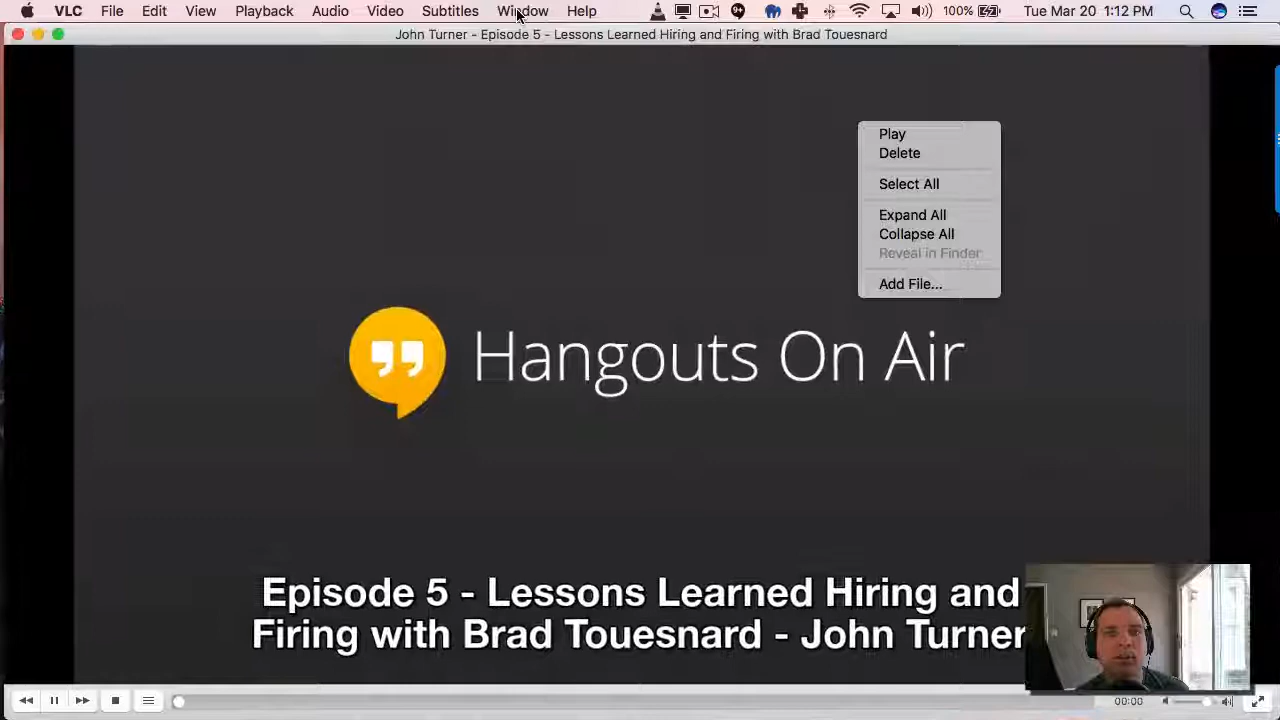 VLC File Edit View Playback Audio Video Subtitles Window Help 100% Tue Mar 20 1:12 PM
John Turner - Episode 5 - Lessons Learned Hiring and Firing with Brad Touesnard
Play
Delete
Select All
Expand All
Collapse All
Reveal in Finder
Add File...
Hangouts On Air
Episode 5 - Lessons Learned Hiring and
Firing with Brad Touesnard - John Turner
00:00